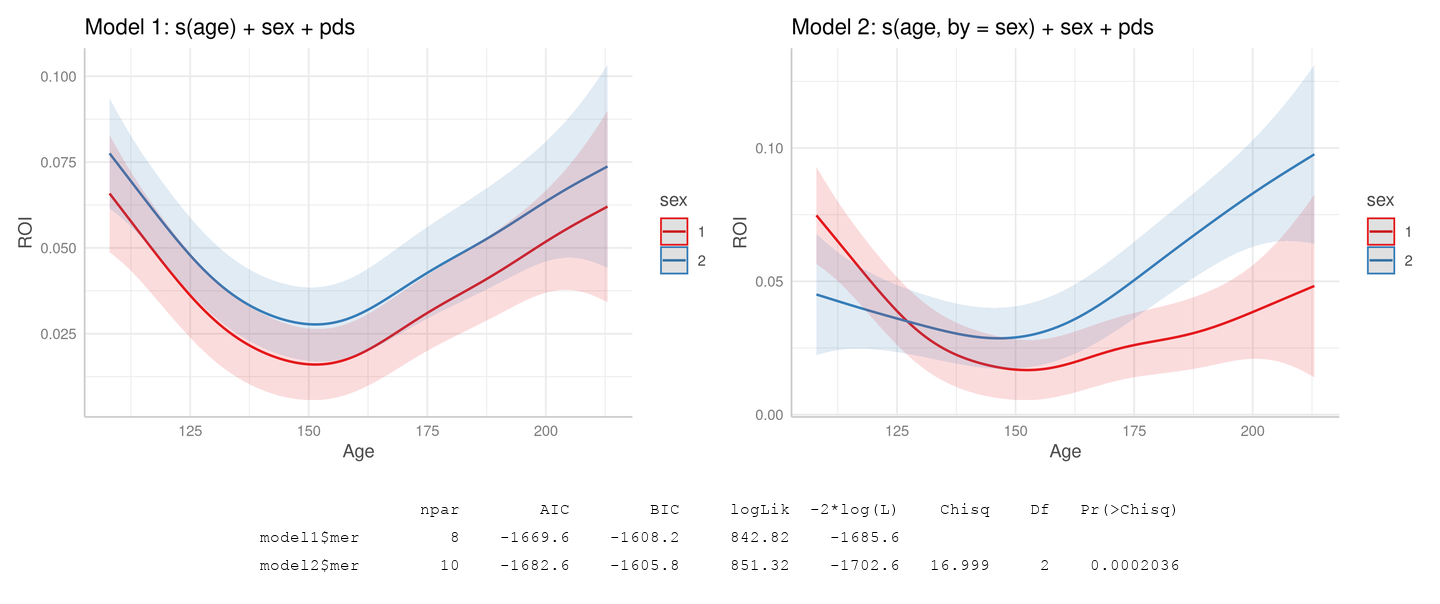 Model 1: s(age) + sex + pds
0.100
0.075
0.050
0.025
ROI
125 150 175 200
Age
sex
1
2
Model 2: s(age, by = sex) + sex + pds
0.10
0.05
0.00
ROI
125 150 175 200
Age
sex
1
2
npar AIC BIC logLik -2*log(L) Chisq Df Pr(>Chisq)
model1$mer 8 -1669.6 -1608.2 842.82 -1685.6
model2$mer 10 -1682.6 -1605.8 851.32 -1702.6 16.999 2 0.0002036